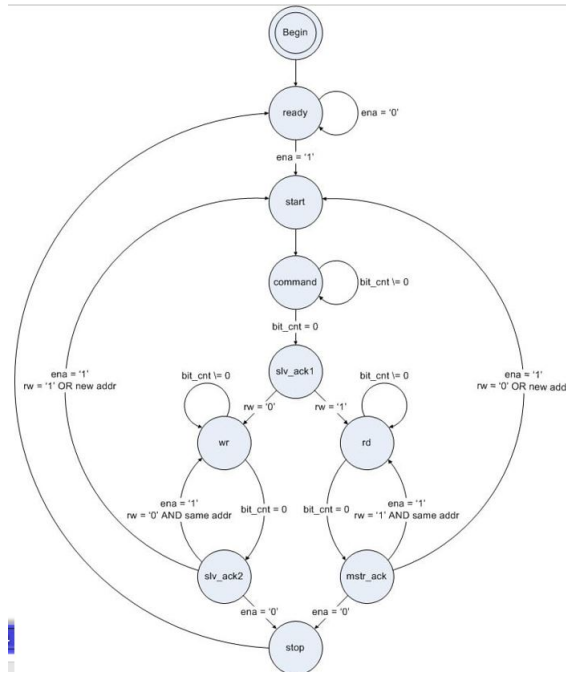 Begin
ready
ena = '0'
ena = '1'
start
command
bit_cnt \= 0
bit_cnt = 0
slv_ack1
ena = '1'
rw = '1' OR new addr
ena = '1'
rw = '0' OR new add
bit_cnt \= 0
bit_cnt \= 0
rw = '0'
rw = '1'
wr
rd
ena = '1'
rw = '0' AND same addr
bit_cnt = 0
bit_cnt = 0
ena = '1'
rw = '1' AND same addr
slv_ack2
mstr_ack
ena = '0'
ena = '0'
stop